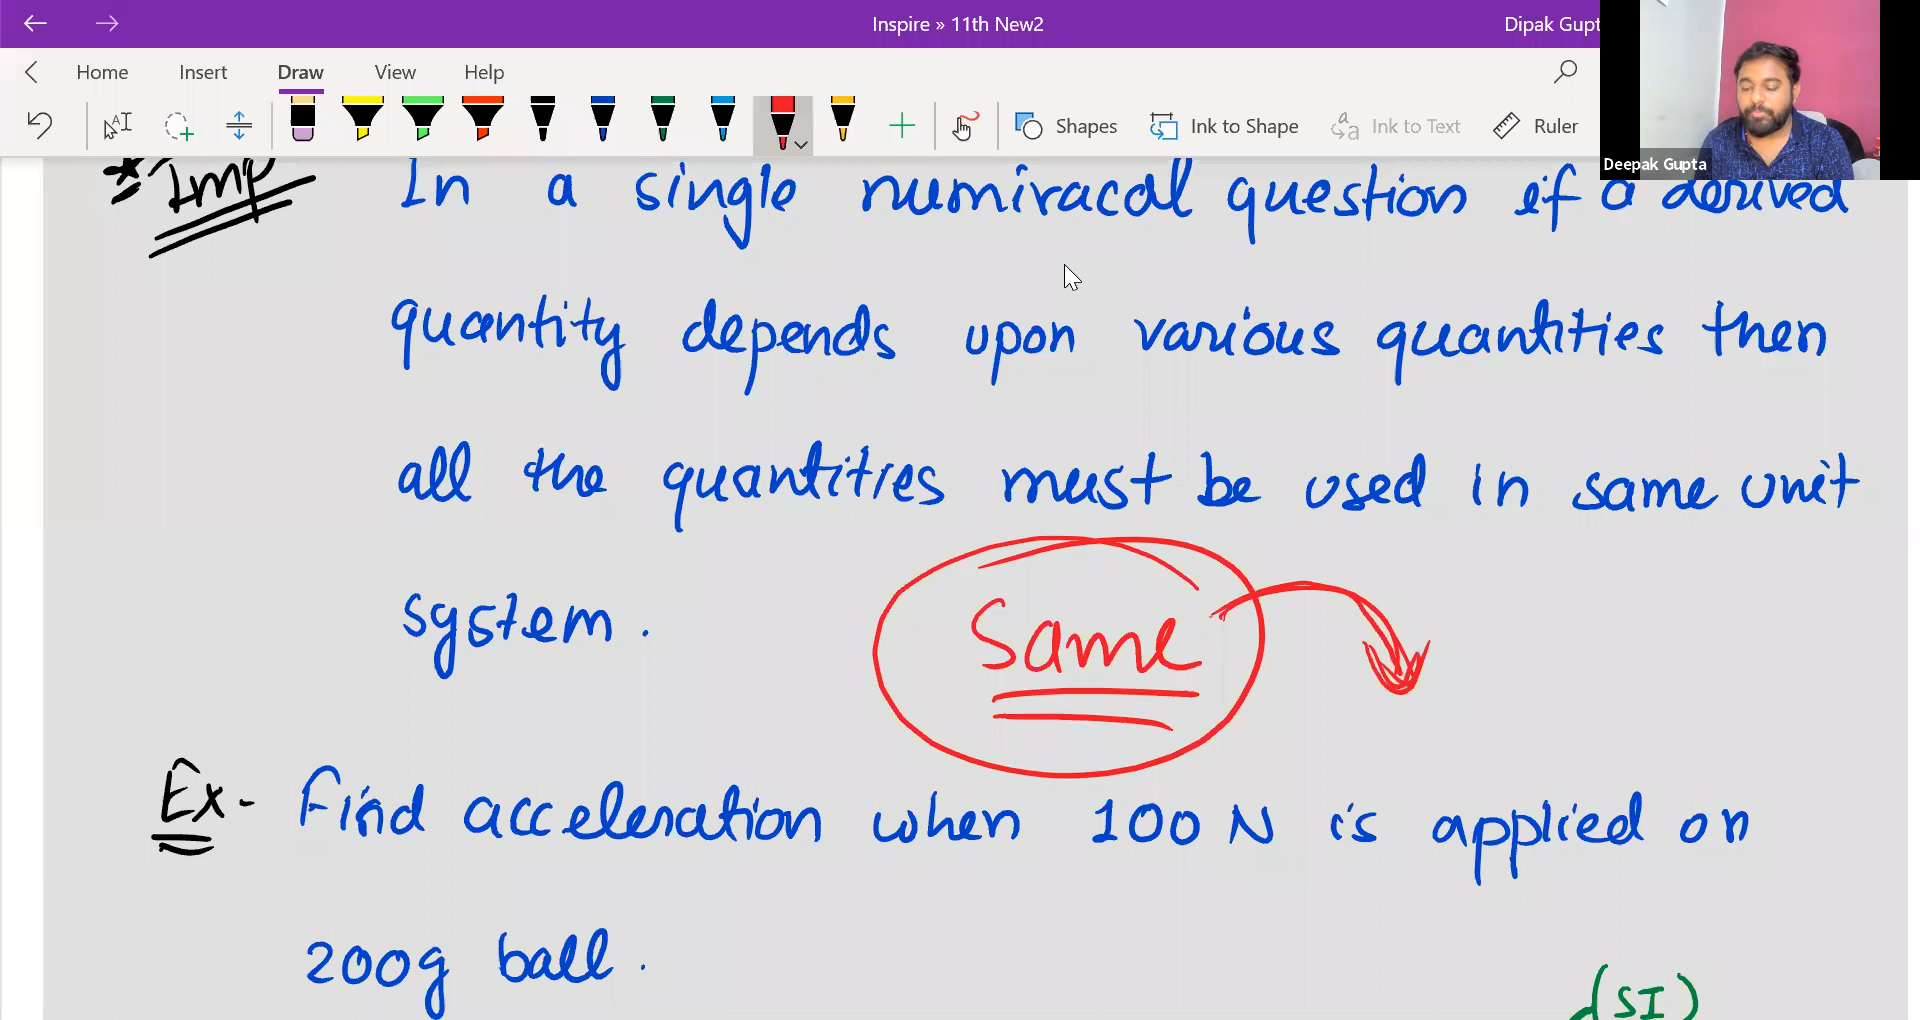 Inspire » 11th New2
Dipak Gupt
Home Insert Draw View Help
Shapes Ink to Shape Ink to Text Ruler
Deepak Gupta
* Imp In a single numiracal question if a derived
quantity depends upon various quantities then
all the quantities must be used in same unit
system.
Same
Ex- Find acceleration when 100 N is applied on
200g ball.
(SI)